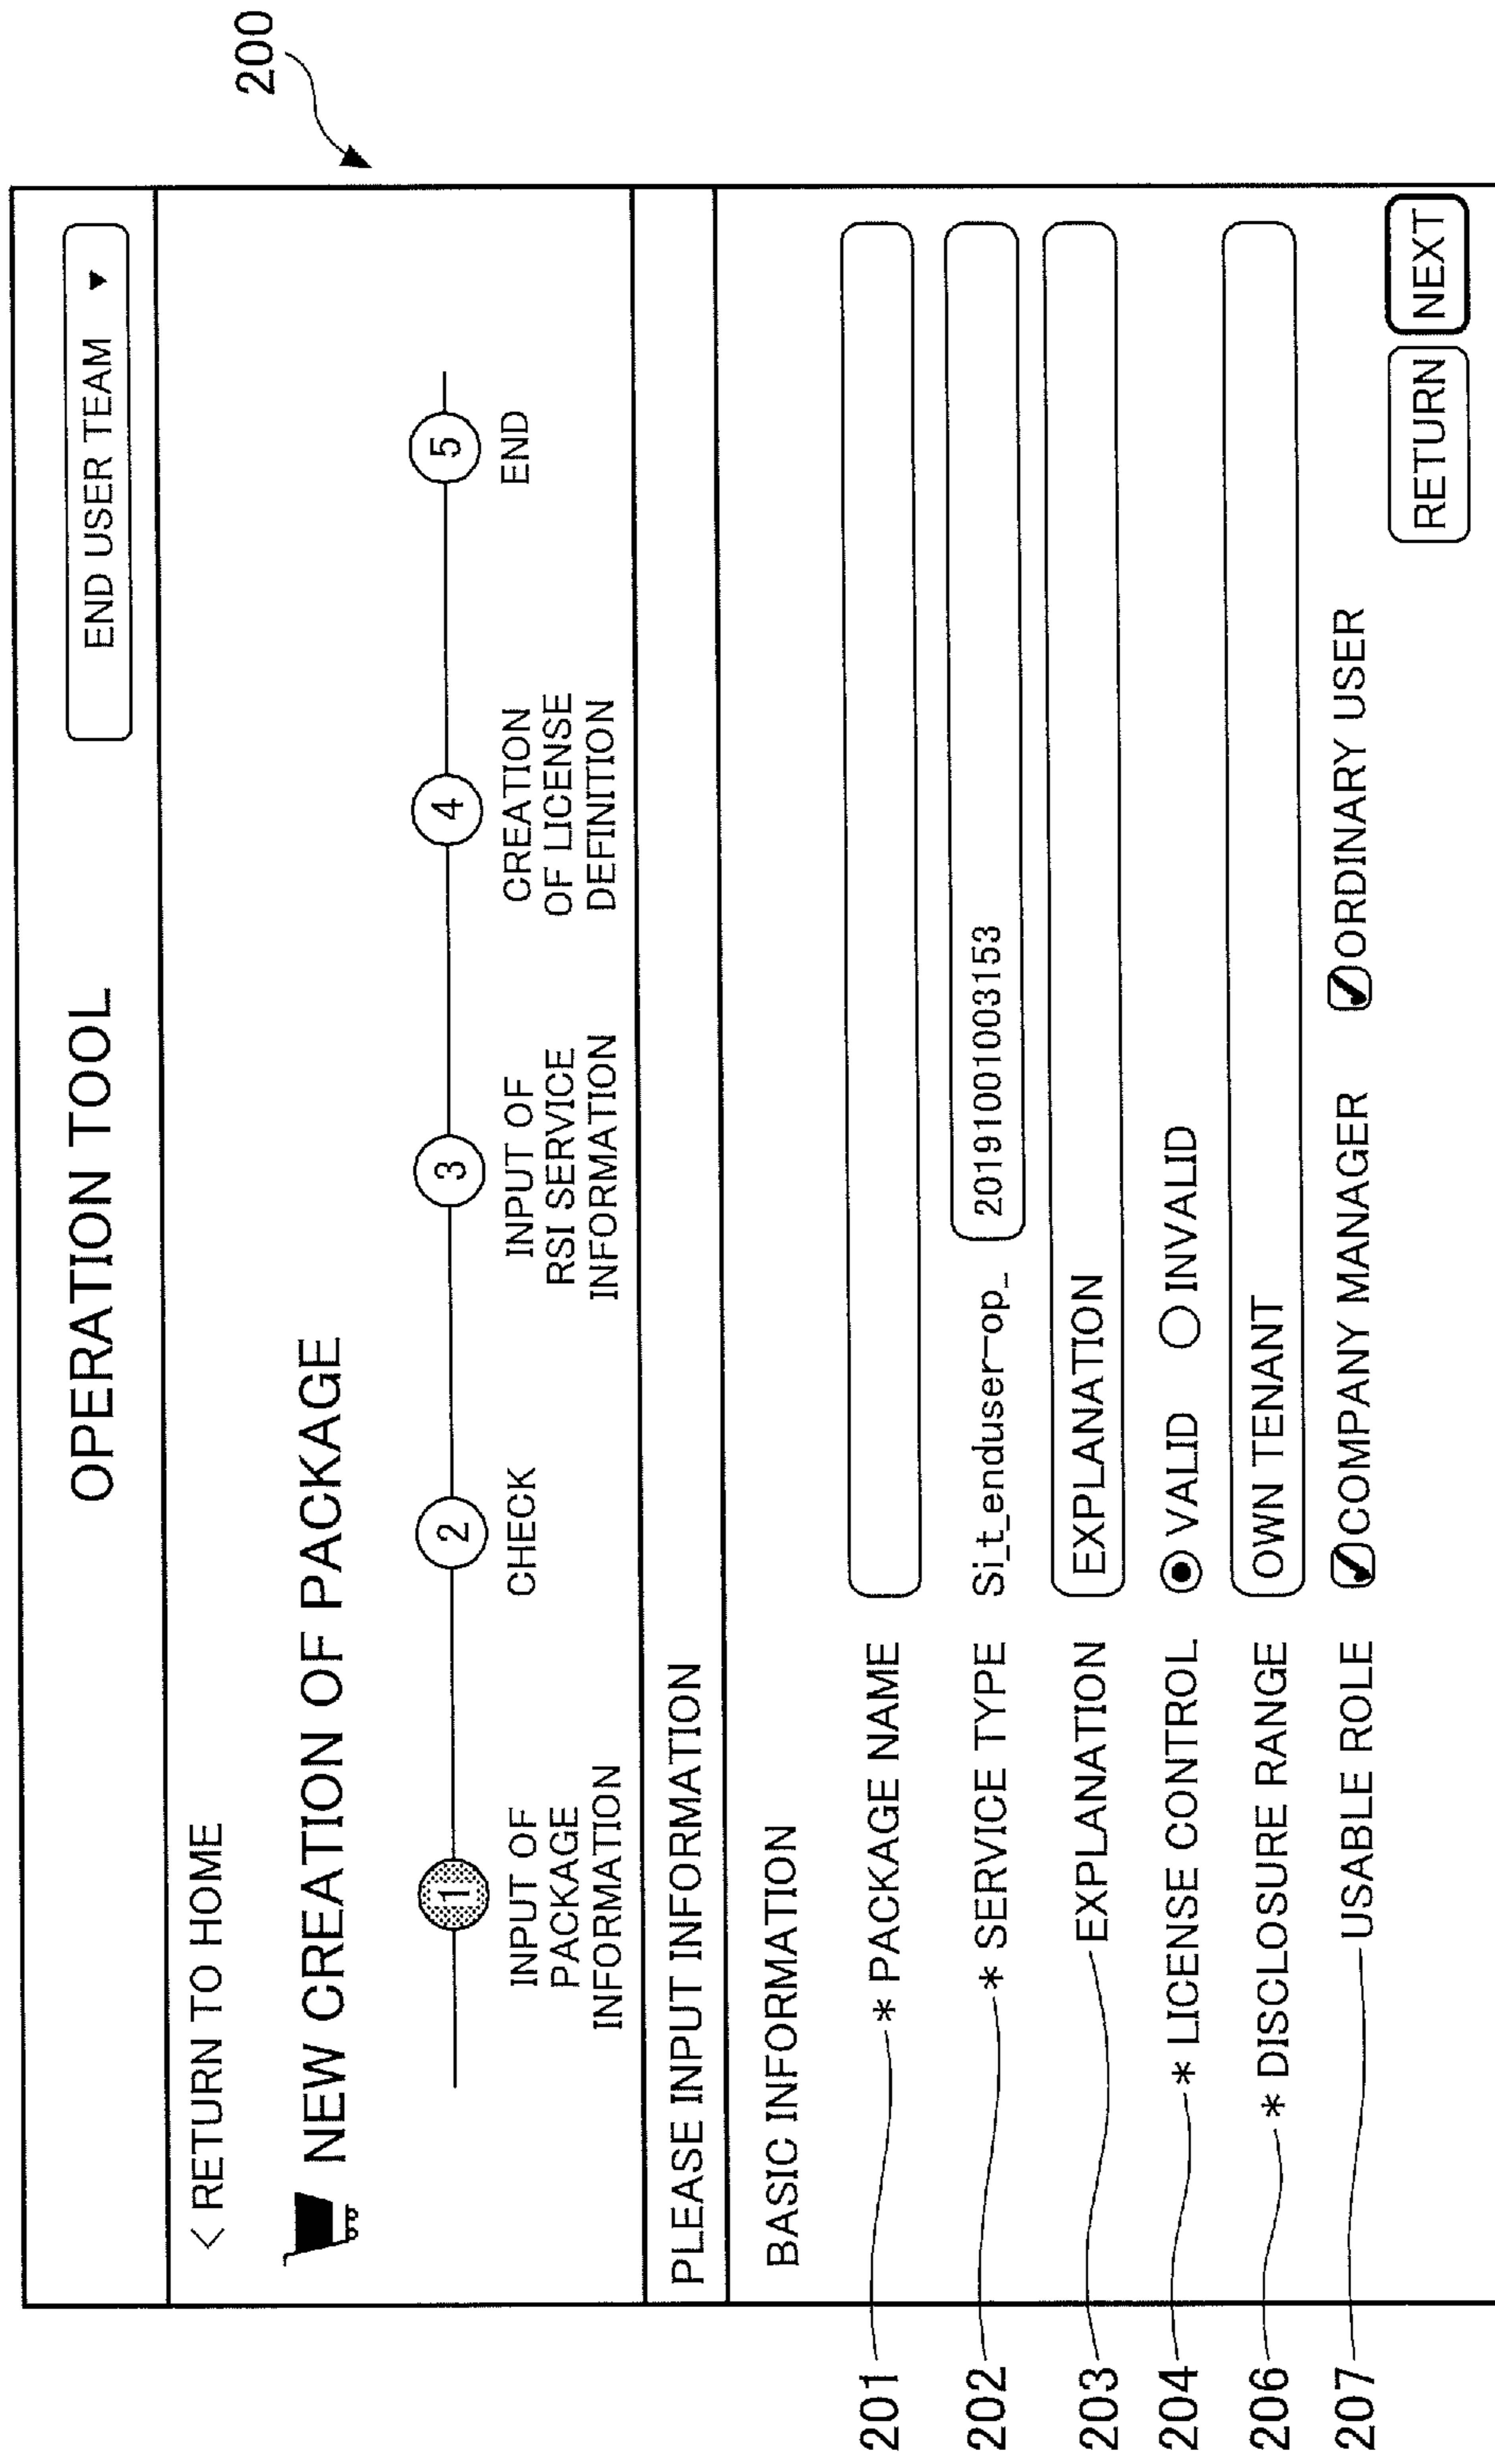 200
OPERATION TOOL
END USER TEAM ▼
< RETURN TO HOME
NEW CREATION OF PACKAGE
1
2
3
4
5
INPUT OF
PACKAGE
INFORMATION
CHECK
INPUT OF
RSI SERVICE
INFORMATION
CREATION
OF LICENSE
DEFINITION
END
PLEASE INPUT INFORMATION
BASIC INFORMATION
201 * PACKAGE NAME
202 * SERVICE TYPE Si_t_enduser-op_ 20191001003153
203 EXPLANATION EXPLANATION
204 * LICENSE CONTROL VALID INVALID
206 * DISCLOSURE RANGE OWN TENANT
207 USABLE ROLE COMPANY MANAGER ORDINARY USER
RETURN NEXT